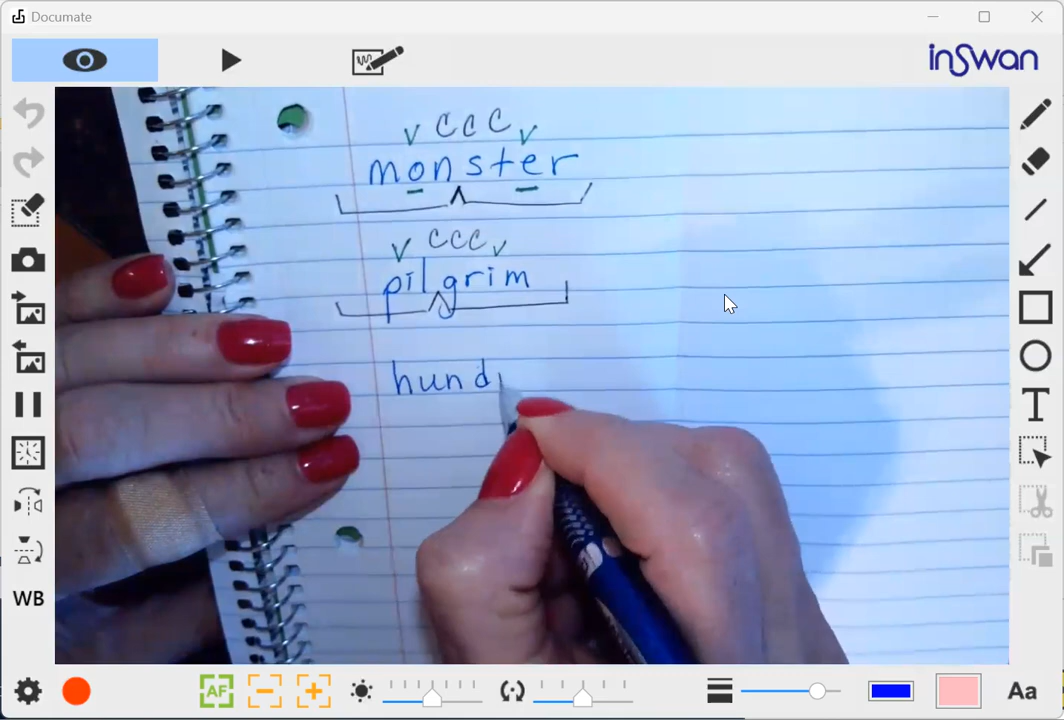 Documate
inSwan
v c c c v
monster
v c c c v
pilgrim
hund
WB
AF
Aa